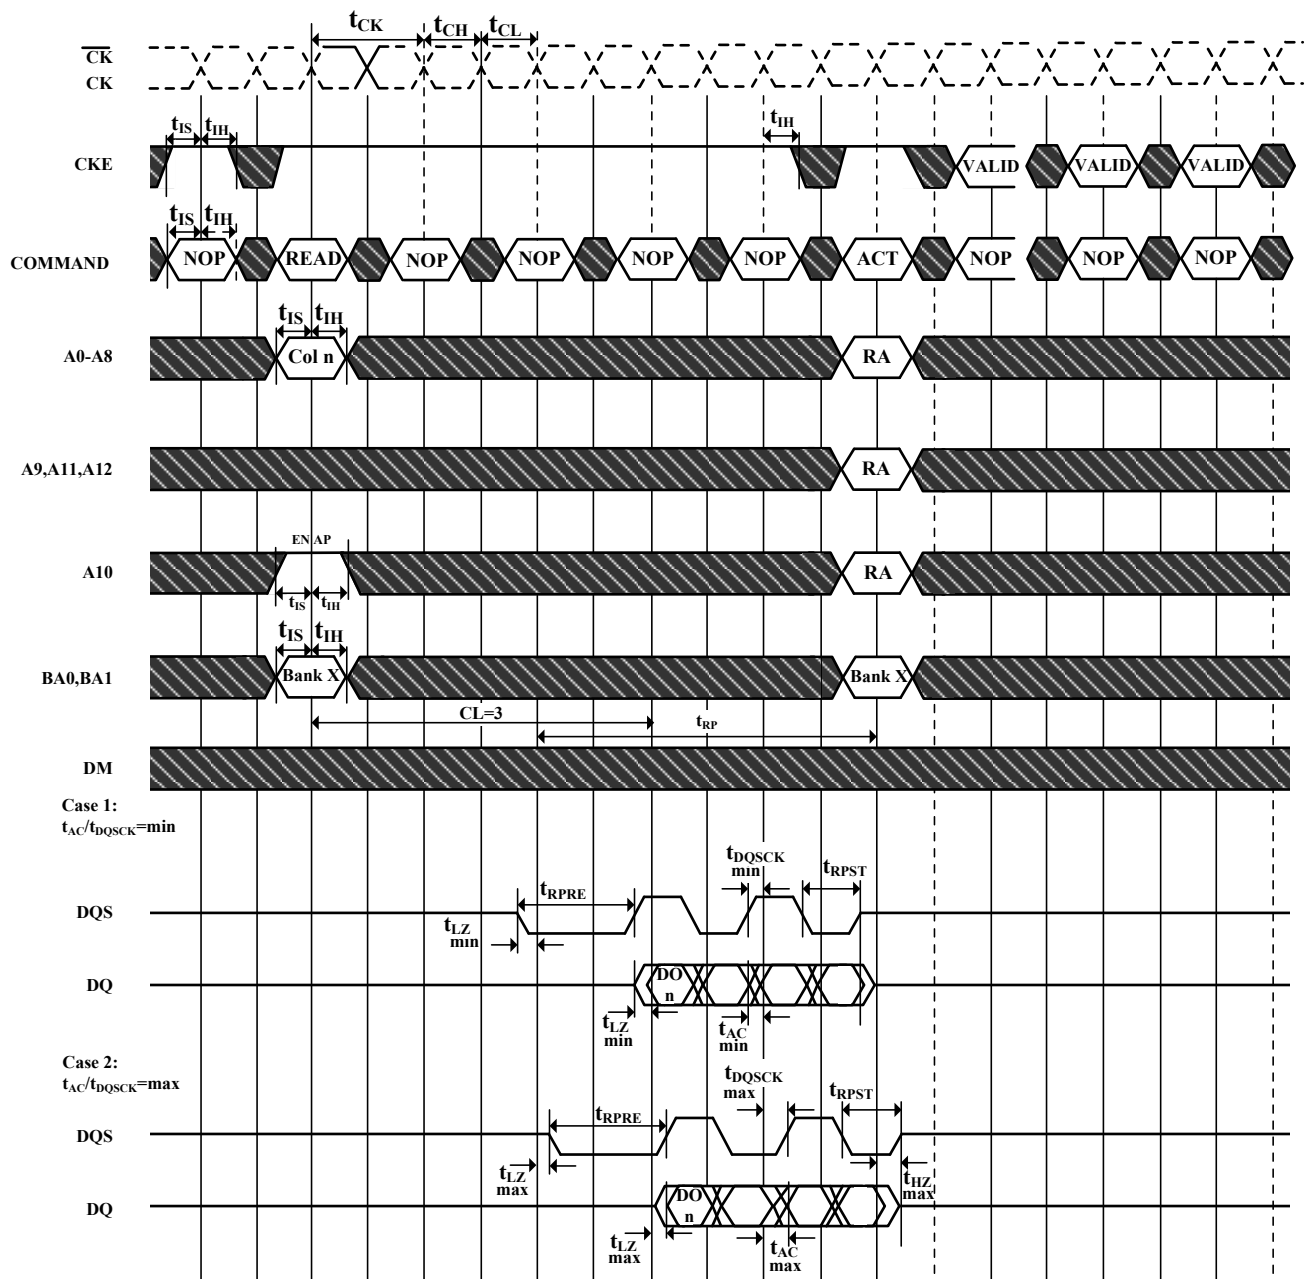 tCK tCH tCL
CK
CK
tIS tIH tIH
CKE VALID VALID VALID
tIS tIH
COMMAND NOP READ NOP NOP NOP NOP ACT NOP NOP NOP
tIS tIH
A0-A8 Col n RA
A9,A11,A12 RA
EN AP
A10 RA
tIS tIH
tIS tIH
BA0,BA1 Bank X Bank X
CL=3 tRP
DM
Case 1:
tAC/tDQSCK=min
tDQSCK min tRPST
tRPRE
DQS
tLZ min
DQ DO n
tLZ min tAC min
Case 2:
tAC/tDQSCK=max
tDQSCK max tRPST
tRPRE
DQS
tLZ max tHZ max
DQ DO n
tLZ max tAC max